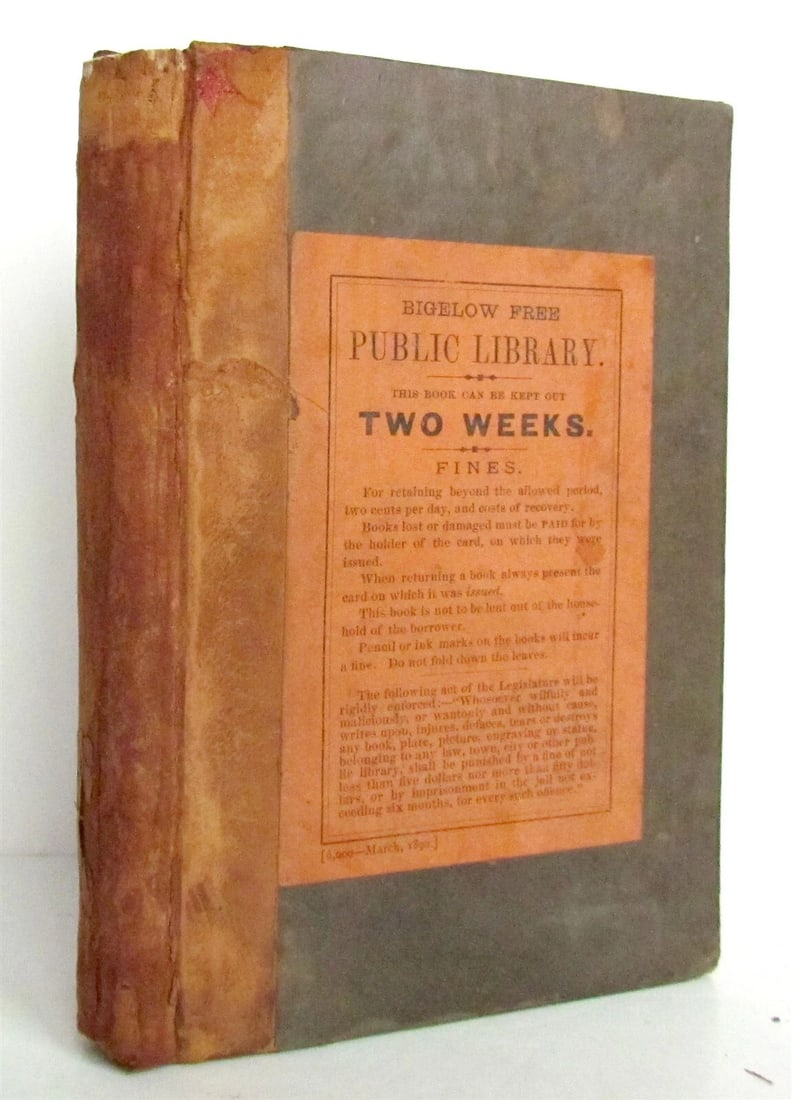 BIGELOW FREE
PUBLIC LIBRARY.
THIS BOOK CAN BE KEPT OUT
TWO WEEKS.
FINES.
For retaining beyond the allowed period,
two cents per day, and costs of recovery.
Books lost or damaged must be PAID for by
the holder of the card, on which they were
issued.
When returning a book always present the
card on which it was issued.
This book is not to be lent out of the house-
hold of the borrower.
Pencil or ink marks on the books will incur
a fine. Do not fold down the leaves.
The following act of the Legislature will be
rigidly enforced:—"Whosoever wilfully and
maliciously, or wantonly and without cause,
writes upon, injures, defaces, tears or destroys
any book, plate, picture, engraving or statue,
belonging to any law, town, city or other pub-
lic library, shall be punished by a fine of not
less than five dollars nor more than fifty dol-
lars, or by imprisonment in the jail not ex-
ceeding six months, for every such offence."
March,